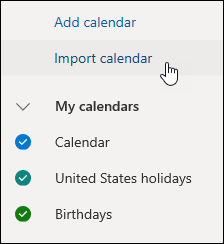 Add calendar
Import calendar
My calendars
Calendar
United States holidays
Birthdays